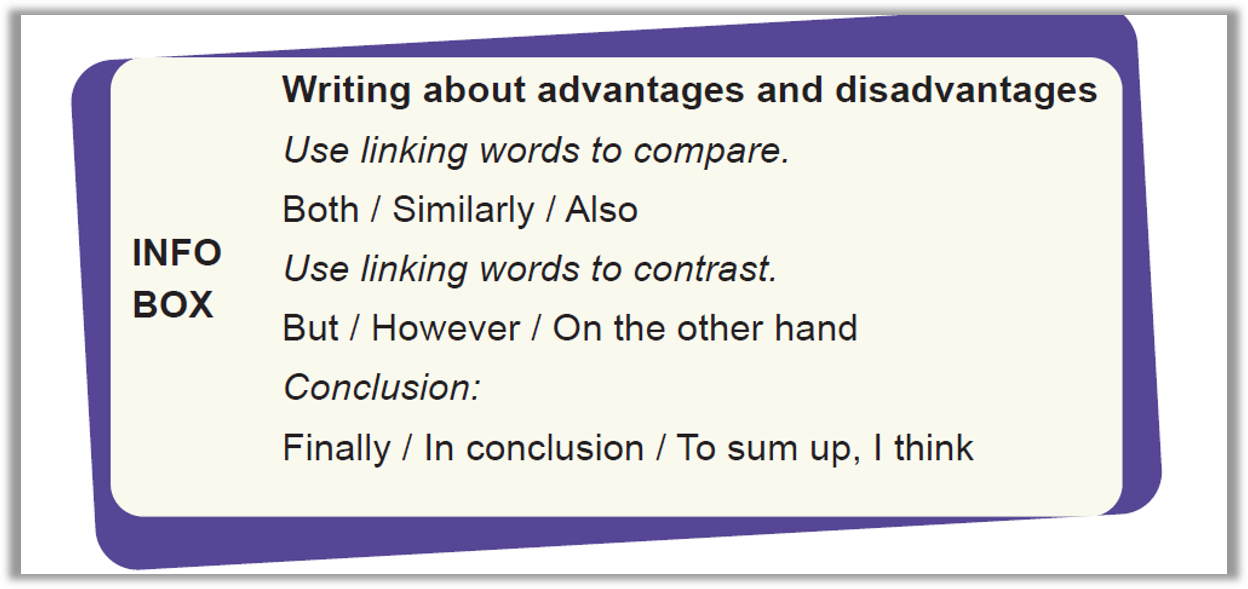 INFO
BOX
Writing about advantages and disadvantages
Use linking words to compare.
Both / Similarly / Also
Use linking words to contrast.
But / However / On the other hand
Conclusion:
Finally / In conclusion / To sum up, I think